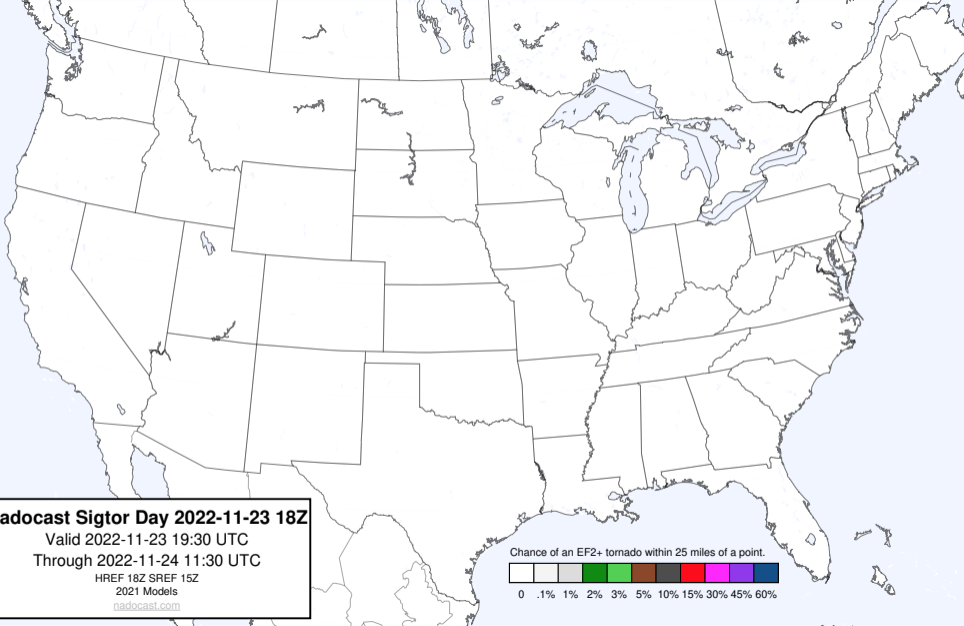 adocast Sigtor Day 2022-11-23 18Z
Valid 2022-11-23 19:30 UTC
Through 2022-11-24 11:30 UTC
HREF 18Z SREF 15Z
2021 Models
nadocast.com
Chance of an EF2+ tornado within 25 miles of a point.
0 .1% 1% 2% 3% 5% 10% 15% 30% 45% 60%